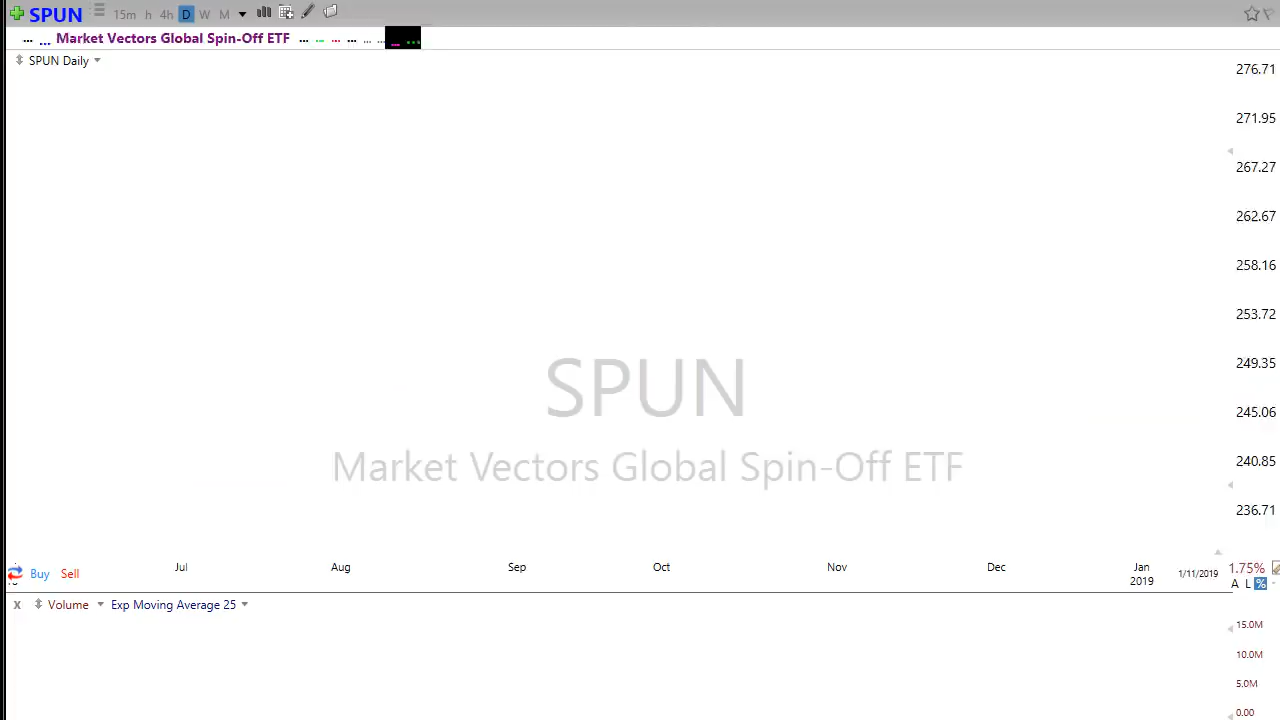 SPUN 15m h 4h D W M
Market Vectors Global Spin-Off ETF
SPUN Daily
276.71
271.95
267.27
262.67
258.16
253.72
249.35
245.06
240.85
236.71
SPUN
Market Vectors Global Spin-Off ETF
Jul Aug Sep Oct Nov Dec Jan
2019
1/11/2019
1.75%
Buy Sell
A L %
X Volume Exp Moving Average 25
15.0M
10.0M
5.0M
0.00